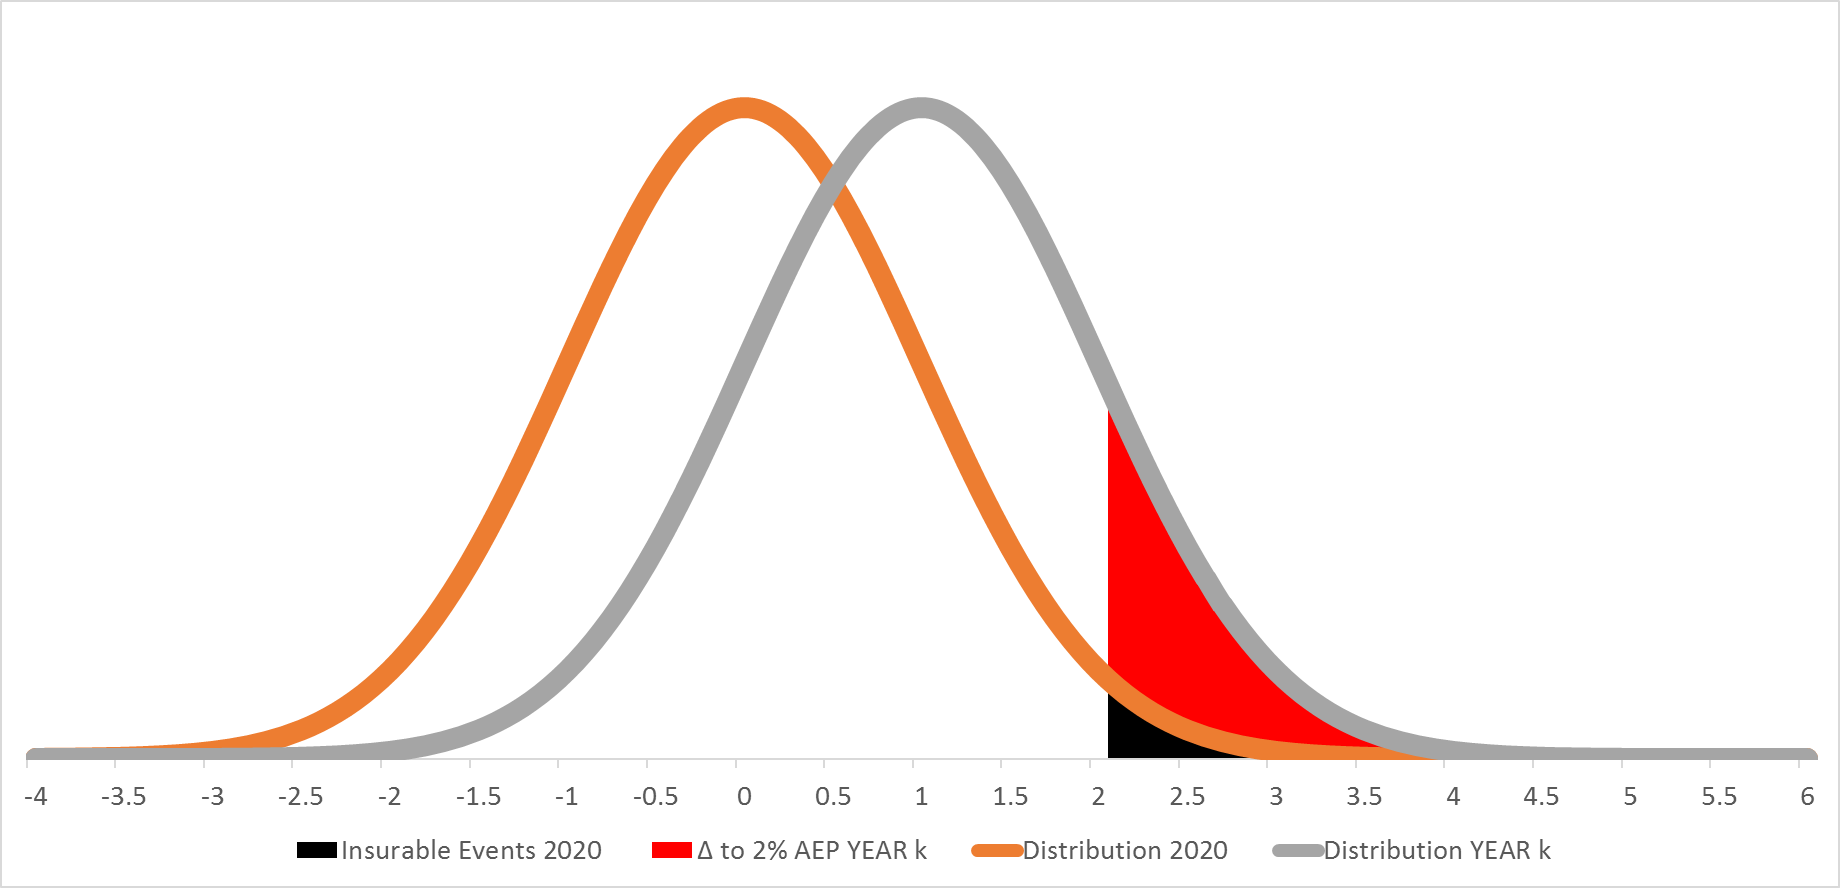 -4 -3.5 -3 -2.5 -2 -1.5 -1 -0.5 0 0.5 1 1.5 2 2.5 3 3.5 4 4.5 5 5.5 6
Insurable Events 2020 Δ to 2% AEP YEAR k Distribution 2020 Distribution YEAR k